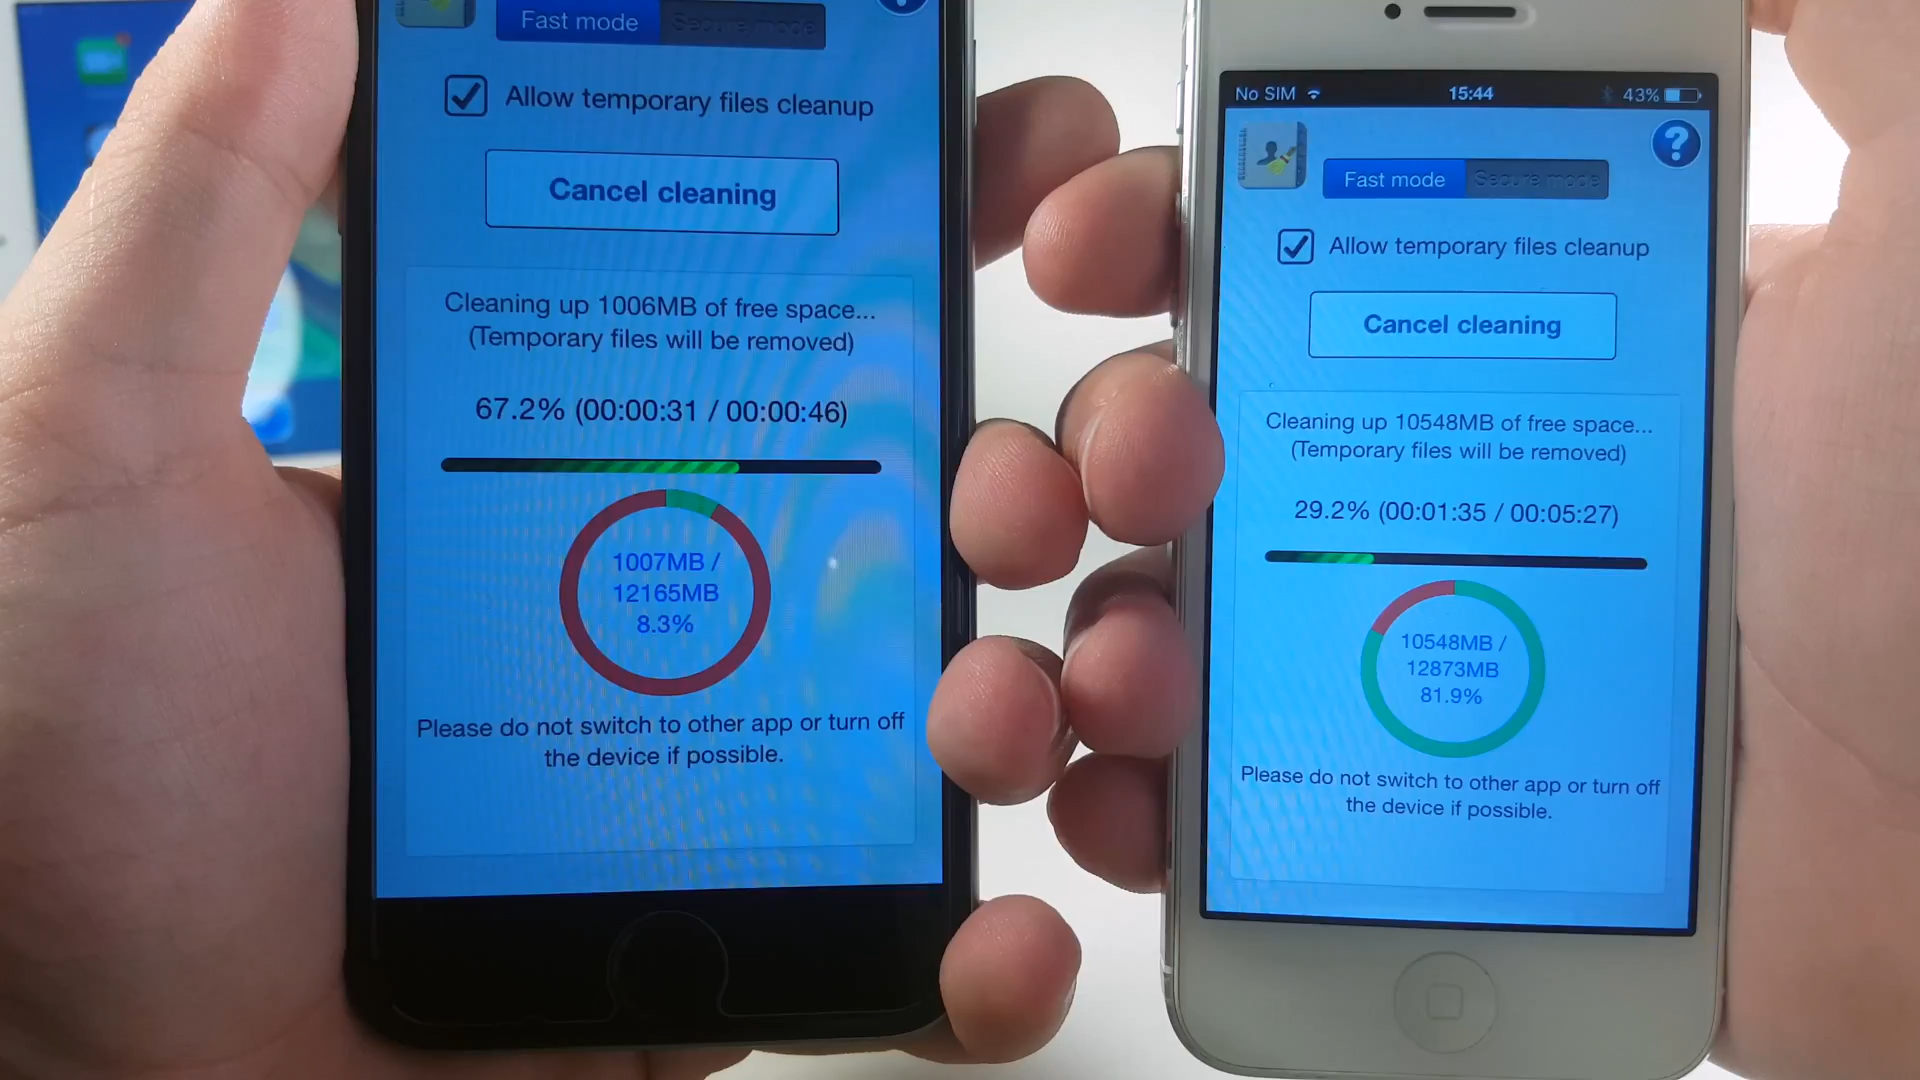 Fast mode
Secure mode
Allow temporary files cleanup
Cancel cleaning
Cleaning up 1006MB of free space...
(Temporary files will be removed)
67.2% (00:00:31 / 00:00:46)
1007MB /
12165MB
8.3%
Please do not switch to other app or turn off
the device if possible.
No SIM 15:44 43%
?
Fast mode
Secure mode
Allow temporary files cleanup
Cancel cleaning
Cleaning up 10548MB of free space...
(Temporary files will be removed)
29.2% (00:01:35 / 00:05:27)
10548MB /
12873MB
81.9%
Please do not switch to other app or turn off
the device if possible.